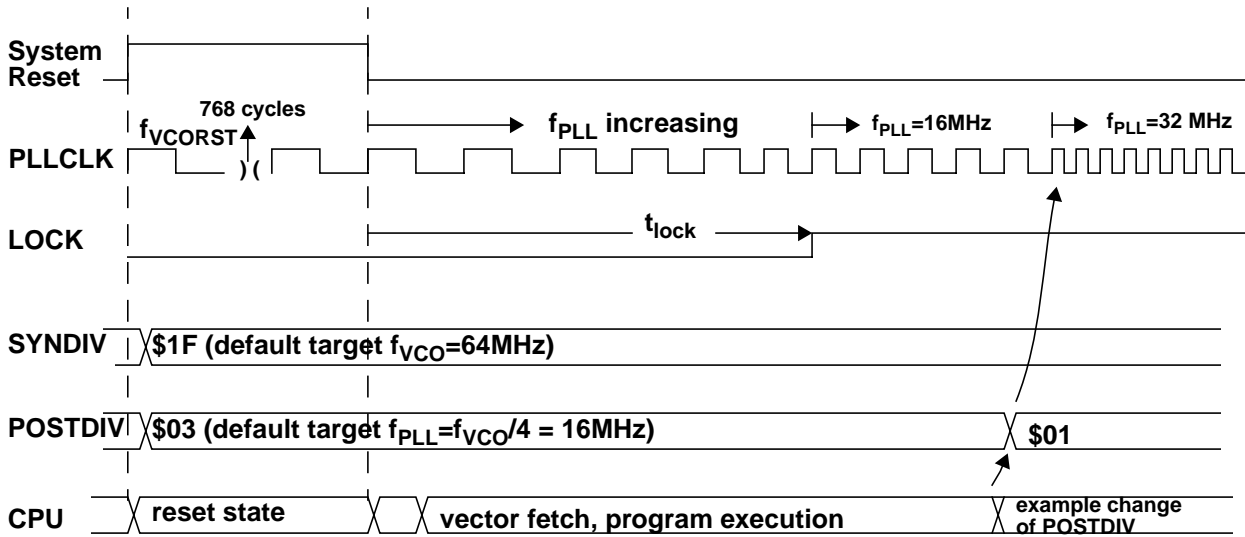 System
Reset
768 cycles
fVCORST
fPLL increasing
fPLL=16MHz
fPLL=32 MHz
PLLCLK
) (
LOCK
tlock
SYNDIV
$1F (default target fVCO=64MHz)
POSTDIV
$03 (default target fPLL=fVCO/4 = 16MHz)
$01
CPU
reset state
vector fetch, program execution
example change
of POSTDIV